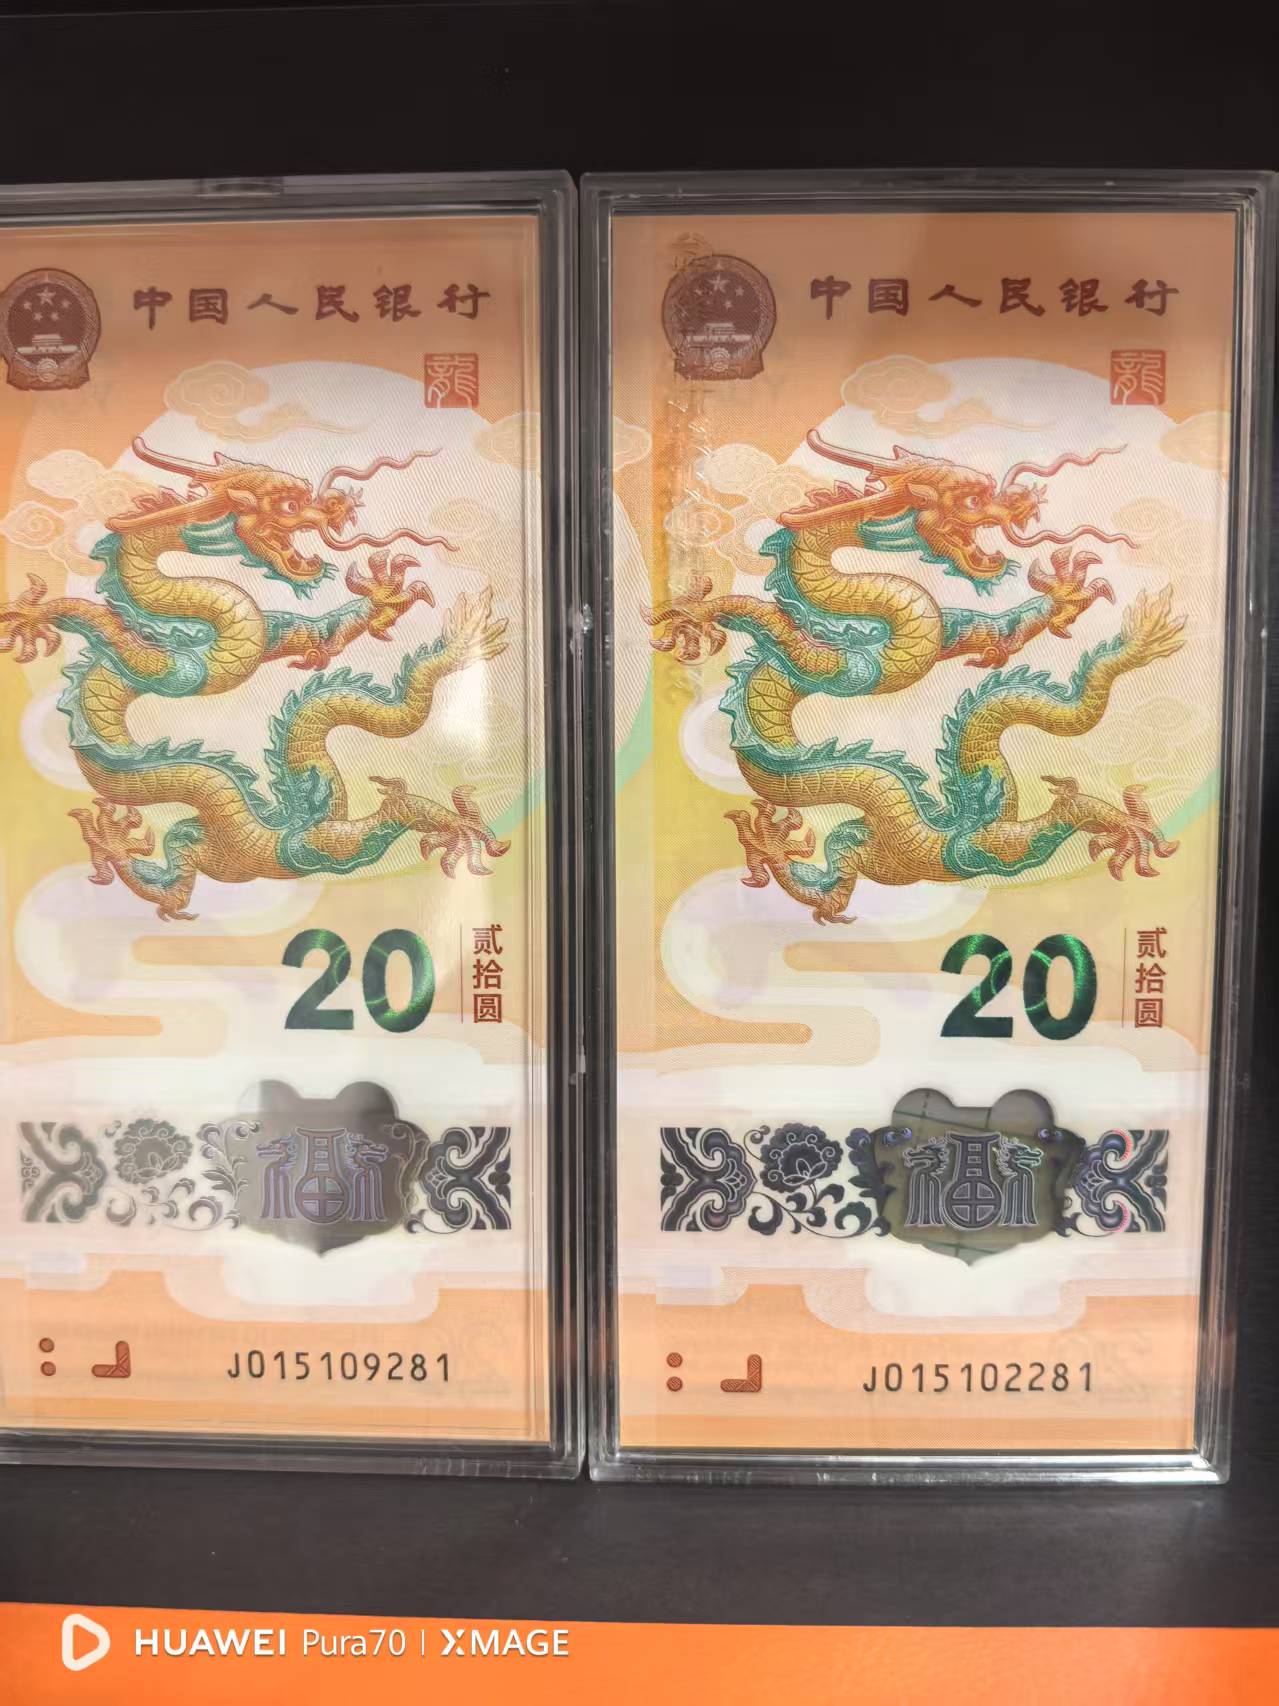 中国人民银行
龍
20
贰拾圆
福
J015109281
中国人民银行
龍
20
贰拾圆
福
J015102281
HUAWEI Pura70 | XMAGE